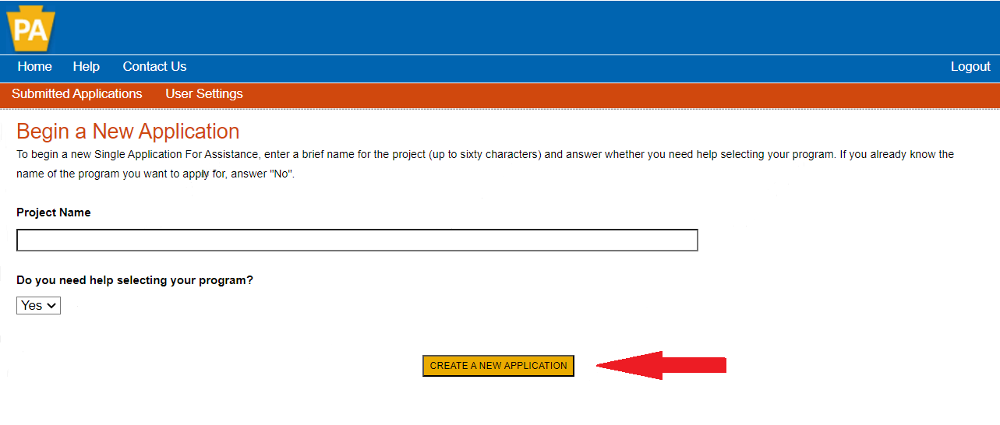 PA
Home Help Contact Us Logout
Submitted Applications User Settings
Begin a New Application
To begin a new Single Application For Assistance, enter a brief name for the project (up to sixty characters) and answer whether you need help selecting your program. If you already know the
name of the program you want to apply for, answer "No".
Project Name
Do you need help selecting your program?
Yes
CREATE A NEW APPLICATION